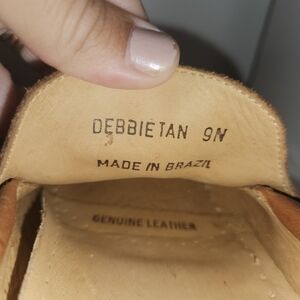 DEBBIETAN 9N
MADE IN BRAZIL
GENUINE LEATHER